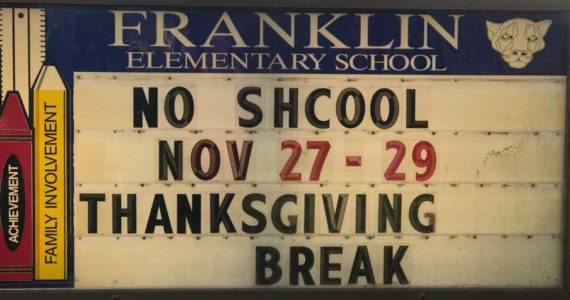 FRANKLIN
ELEMENTARY SCHOOL
ACHIEVEMENT
FAMILY INVOLVEMENT
NO SHCOOL
NOV 27-29
THANKSGIVING
BREAK